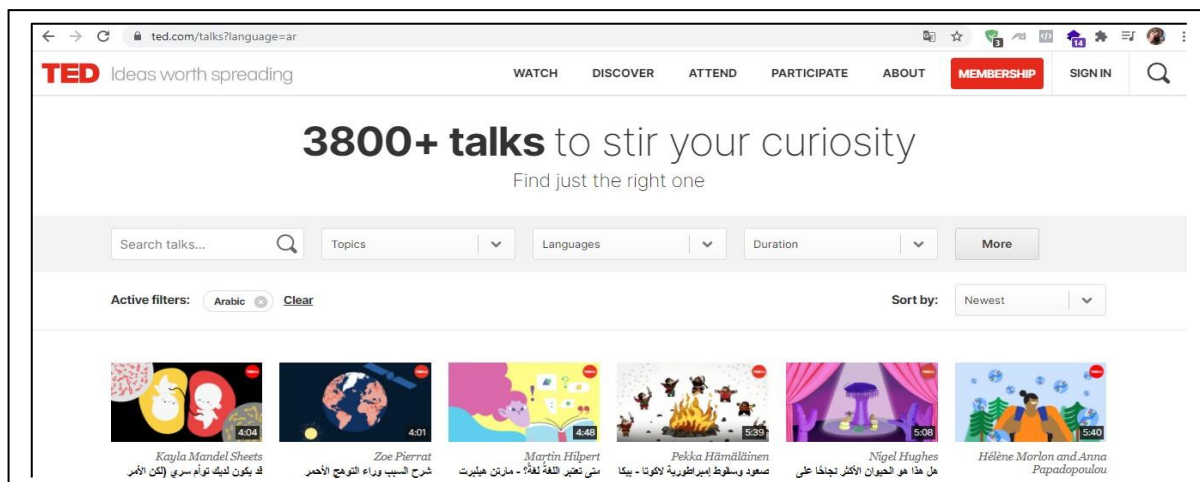 ted.com/talks?language=ar
3
14
TED Ideas worth spreading WATCH DISCOVER ATTEND PARTICIPATE ABOUT MEMBERSHIP SIGN IN
3800+ talks to stir your curiosity
Find just the right one
Search talks... Topics Languages Duration More
Active filters: Arabic Clear Sort by: Newest
4:04 4:01 4:48 5:39 5:08 5:40
Kayla Mandel Sheets Zoe Pierrat Martin Hilpert Pekka Hämäläinen Nigel Hughes Hélène Morlon and Anna
Papadopoulou
قد يكون لديك توأم سري (لكن الأمر
شرح السبب وراء التوهج الأحمر
متى تعتبر اللغةُ لغةً؟ - مارتن هيلبرت
صعود وسقوط إمبراطورية لاكوتا - بيكا
هل هذا هو الحيوان الأكثر نجاحًا على